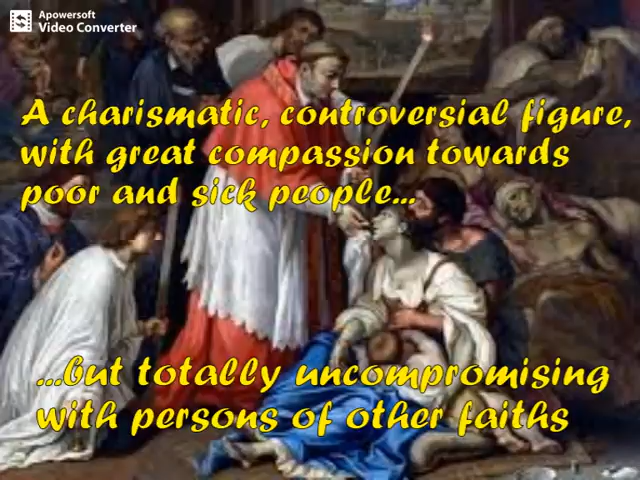 Apowersoft
Video Converter
A charismatic, controversial figure,
with great compassion towards
poor and sick people...
...but totally uncompromising
with persons of other faiths